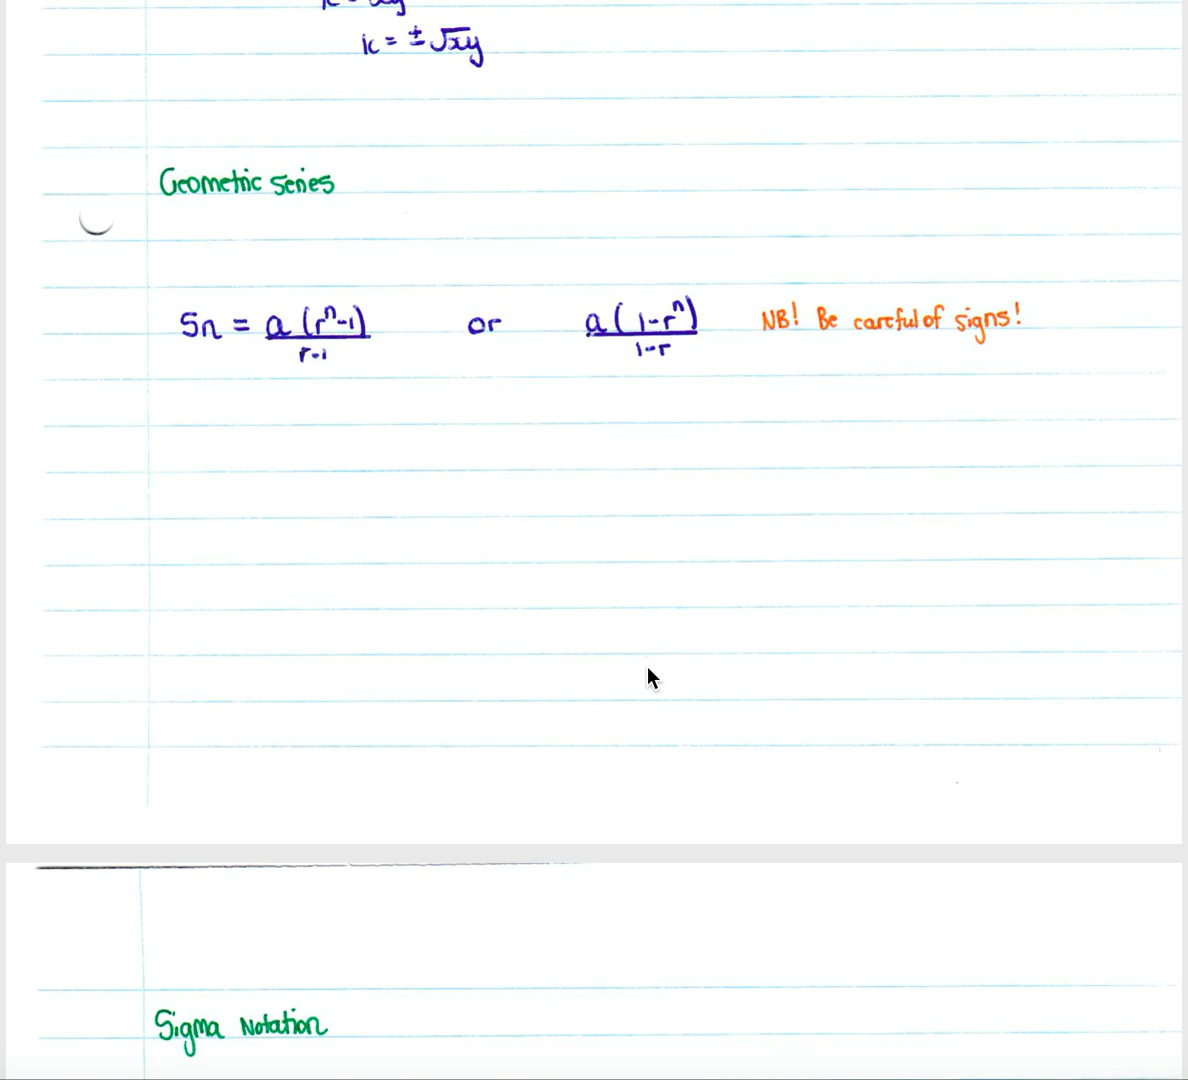 k = ± √xy
Geometric series
Sn = a (rⁿ-1) / r-1 or a (1-rⁿ) / 1-r NB! Be careful of signs!
Sigma Notation